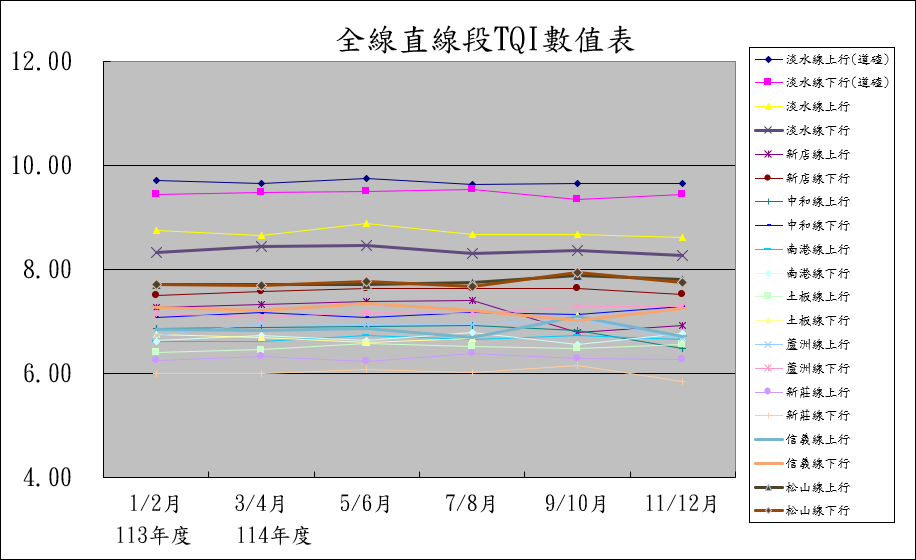 全線直線段TQI數值表
12.00
10.00
8.00
6.00
4.00
1/2月 3/4月 5/6月 7/8月 9/10月 11/12月
113年度 114年度
淡水線上行(道碴)
淡水線下行(道碴)
淡水線上行
淡水線下行
新店線上行
新店線下行
中和線上行
中和線下行
南港線上行
南港線下行
土板線上行
土板線下行
蘆洲線上行
蘆洲線下行
新莊線上行
新莊線下行
信義線上行
信義線下行
松山線上行
松山線下行